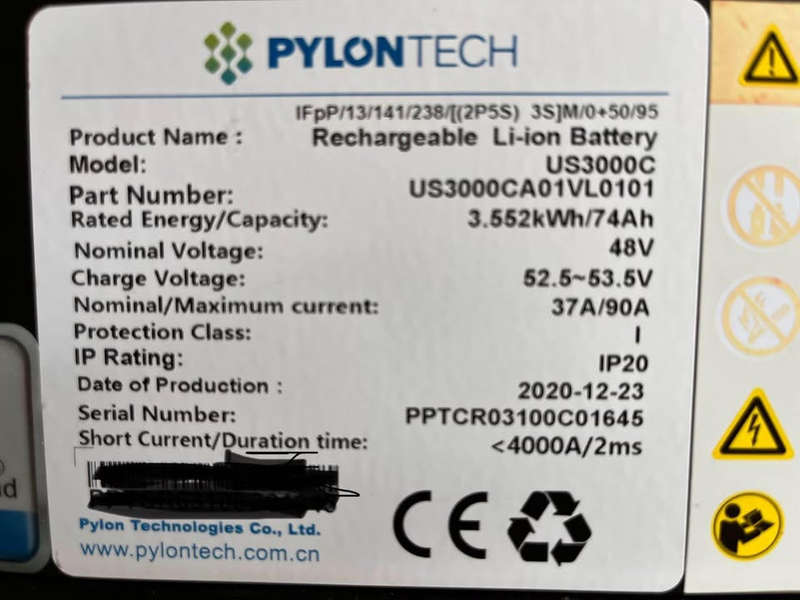 PYLONTECH
IFpP/13/141/238/[(2P5S) 3S]M/0+50/95
Product Name : Rechargeable Li-ion Battery
Model: US3000C
Part Number: US3000CA01VL0101
Rated Energy/Capacity: 3.552kWh/74Ah
Nominal Voltage: 48V
Charge Voltage: 52.5~53.5V
Nominal/Maximum current: 37A/90A
Protection Class: I
IP Rating: IP20
Date of Production : 2020-12-23
Serial Number: PPTCR03100C01645
Short Current/Duration time: <4000A/2ms
Pylon Technologies Co., Ltd.
www.pylontech.com.cn
CE